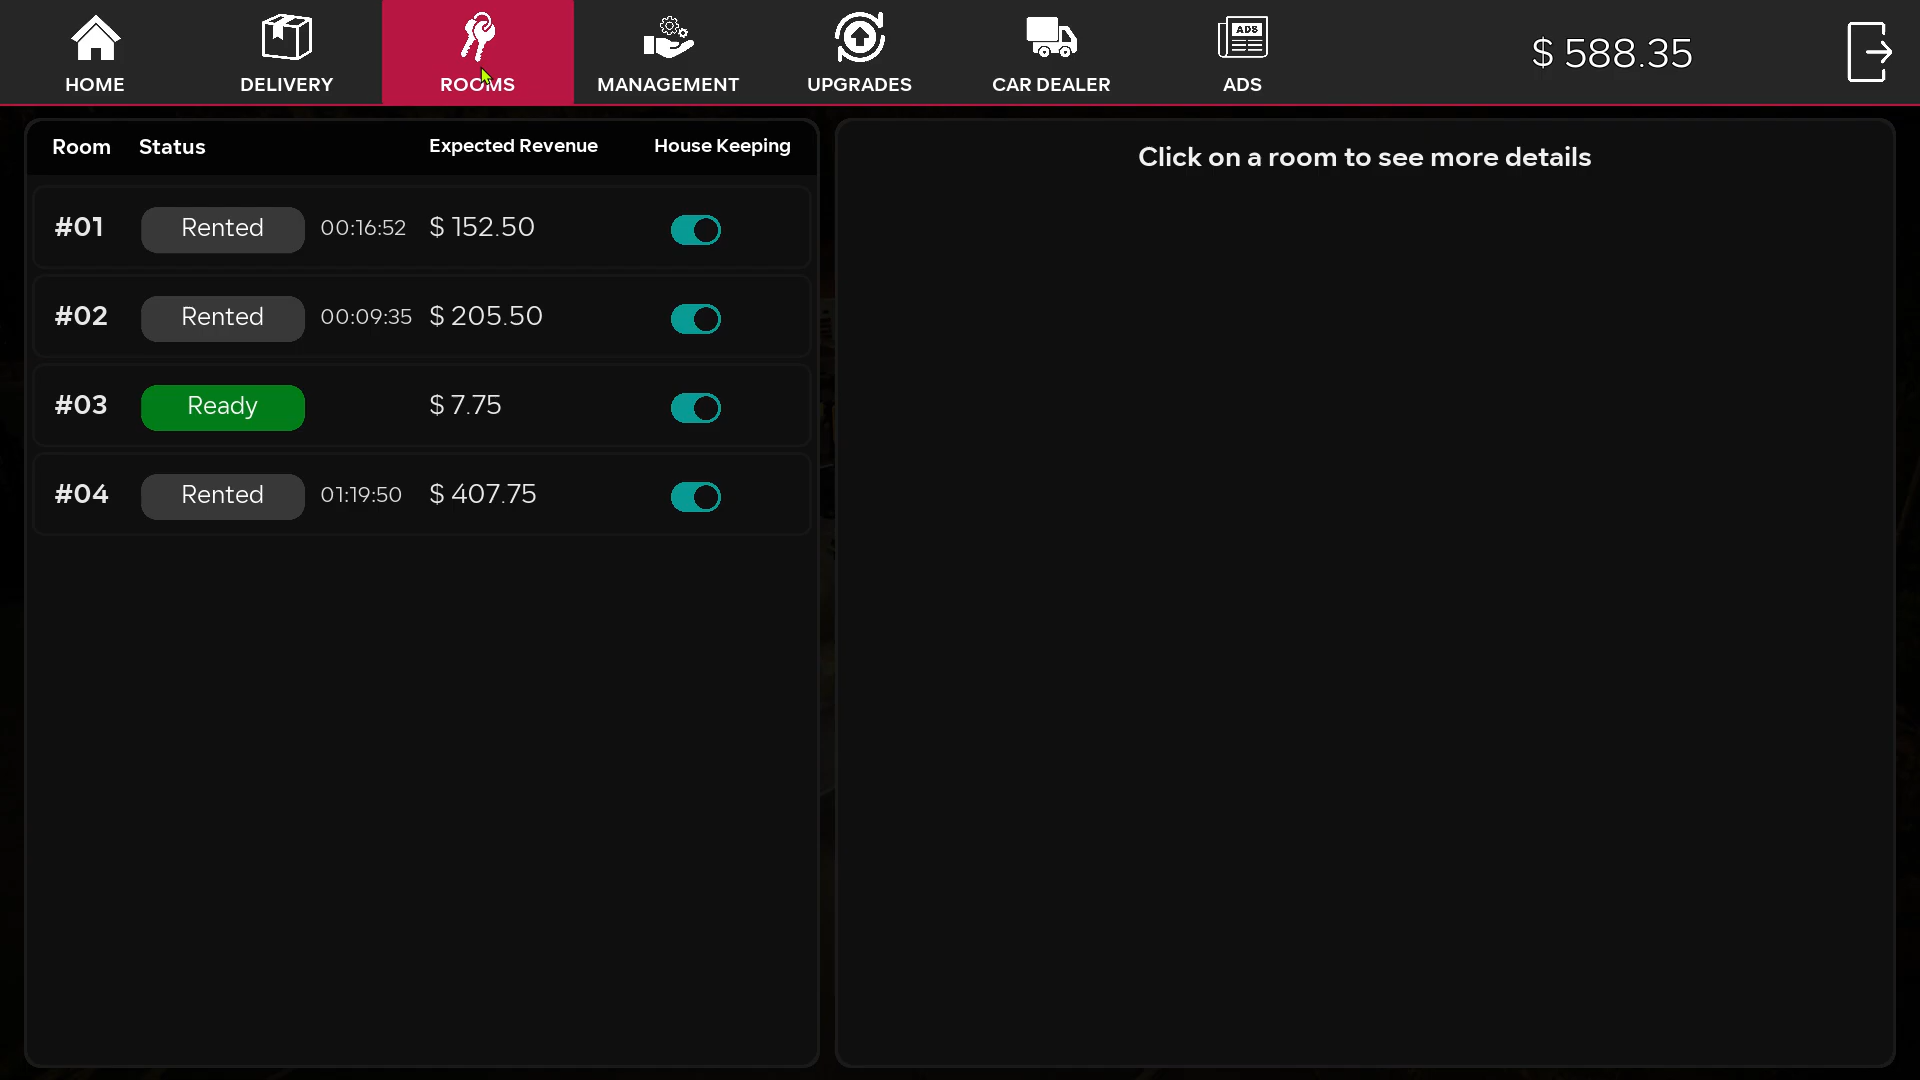 HOME
DELIVERY
ROOMS
MANAGEMENT
UPGRADES
CAR DEALER
ADS
ADS
$ 588.35
Room Status Expected Revenue House Keeping
#01 Rented 00:16:52 $ 152.50
#02 Rented 00:09:35 $ 205.50
#03 Ready $ 7.75
#04 Rented 01:19:50 $ 407.75
Click on a room to see more details